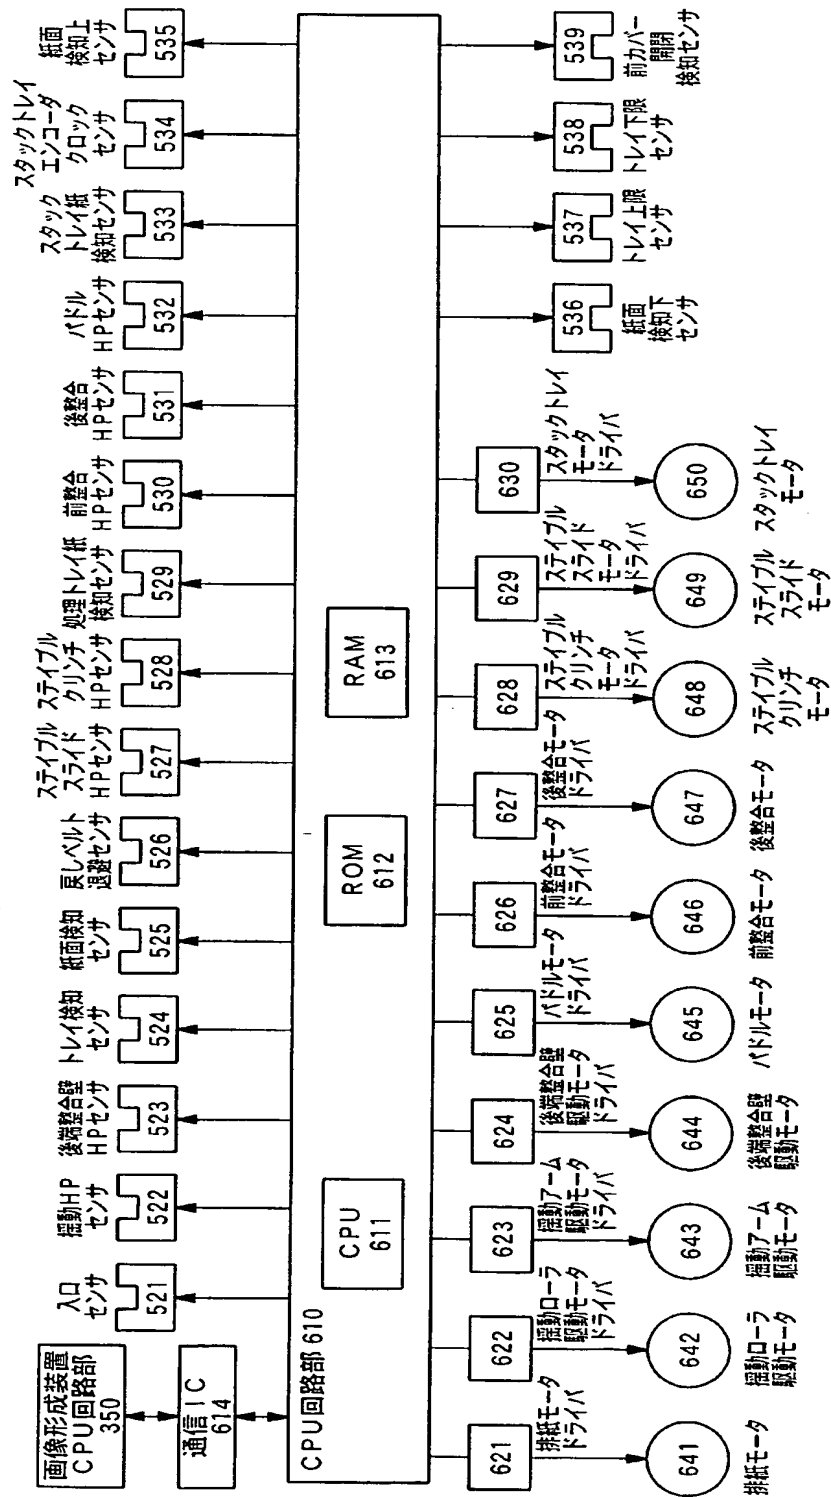 画像形成装置
CPU回路部
350
通信IC
614
入口
センサ
521
揺動HP
センサ
522
後端整合壁
HPセンサ
523
トレイ検知
センサ
524
紙面検知
センサ
525
戻しベルト
退避センサ
526
ステイプル
スライド
HPセンサ
527
ステイプル
クリンチ
HPセンサ
528
処理トレイ紙
検知センサ
529
前整合
HPセンサ
530
後整合
HPセンサ
531
パドル
HPセンサ
532
スタック
トレイ紙
検知センサ
533
スタックトレイ
エンコーダ
クロック
センサ
534
紙面
検知上
センサ
535
CPU回路部 610
CPU
611
ROM
612
RAM
613
621
排紙モータ
ドライバ
641
排紙モータ
622
揺動ローラ
駆動モータ
ドライバ
642
揺動ローラ
駆動モータ
623
揺動アーム
駆動モータ
ドライバ
643
揺動アーム
駆動モータ
624
後端整合壁
駆動モータ
ドライバ
644
後端整合壁
駆動モータ
625
パドルモータ
ドライバ
645
パドルモータ
626
前整合モータ
ドライバ
646
前整合モータ
627
後整合モータ
ドライバ
647
後整合モータ
628
ステイプル
クリンチ
モータ
ドライバ
648
ステイプル
クリンチ
モータ
629
ステイプル
スライド
モータ
ドライバ
649
ステイプル
スライド
モータ
630
スタックトレイ
モータ
ドライバ
650
スタックトレイ
モータ
536
紙面
検知下
センサ
537
トレイ上限
センサ
538
トレイ下限
センサ
539
前カバー
開閉
検知センサ